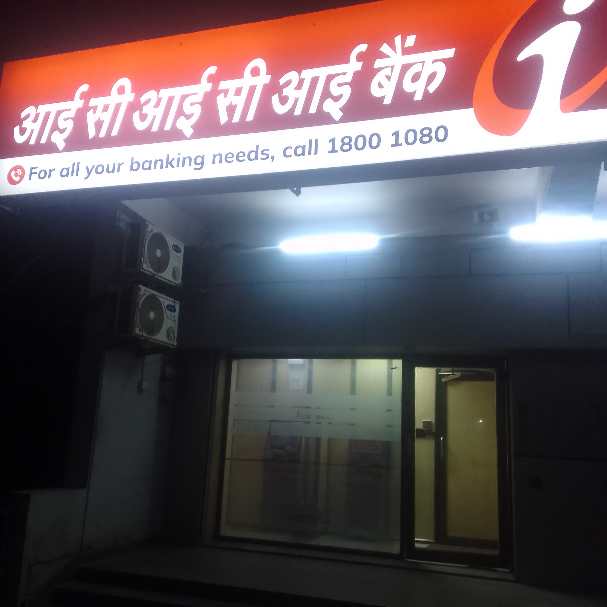 आई सी आई सी आई बैंक
For all your banking needs, call 1800 1080